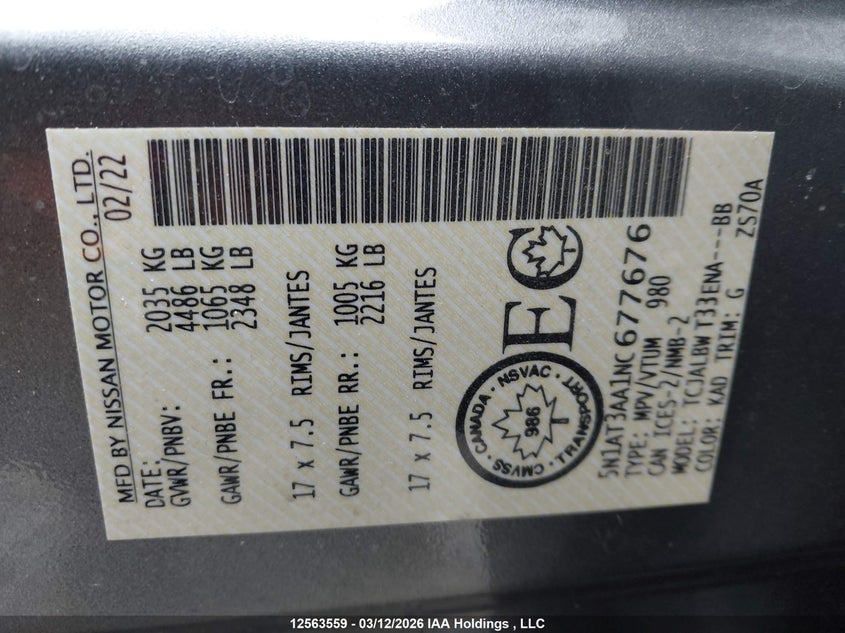 MFD BY NISSAN MOTOR CO., LTD.
DATE: 02/22
GVWR/PNBV: 2035 KG
4486 LB
GAWR/PNBE FR.: 1065 KG
2348 LB
17 x 7.5 RIMS/JANTES
GAWR/PNBE RR.: 1005 KG
2216 LB
17 x 7.5 RIMS/JANTES
CANADA · NSVAC · TRANSPORT · CMVSS ·
986
EC
T
5N1AT3AA1NC677676
TYPE: MPV/VTUM 980
CAN ICES-2/NMB-2
MODEL: TCJALBW T33ENA---BB
COLOR: KAD TRIM: G ZS70A
12563559 - 03/12/2026 IAA Holdings , LLC